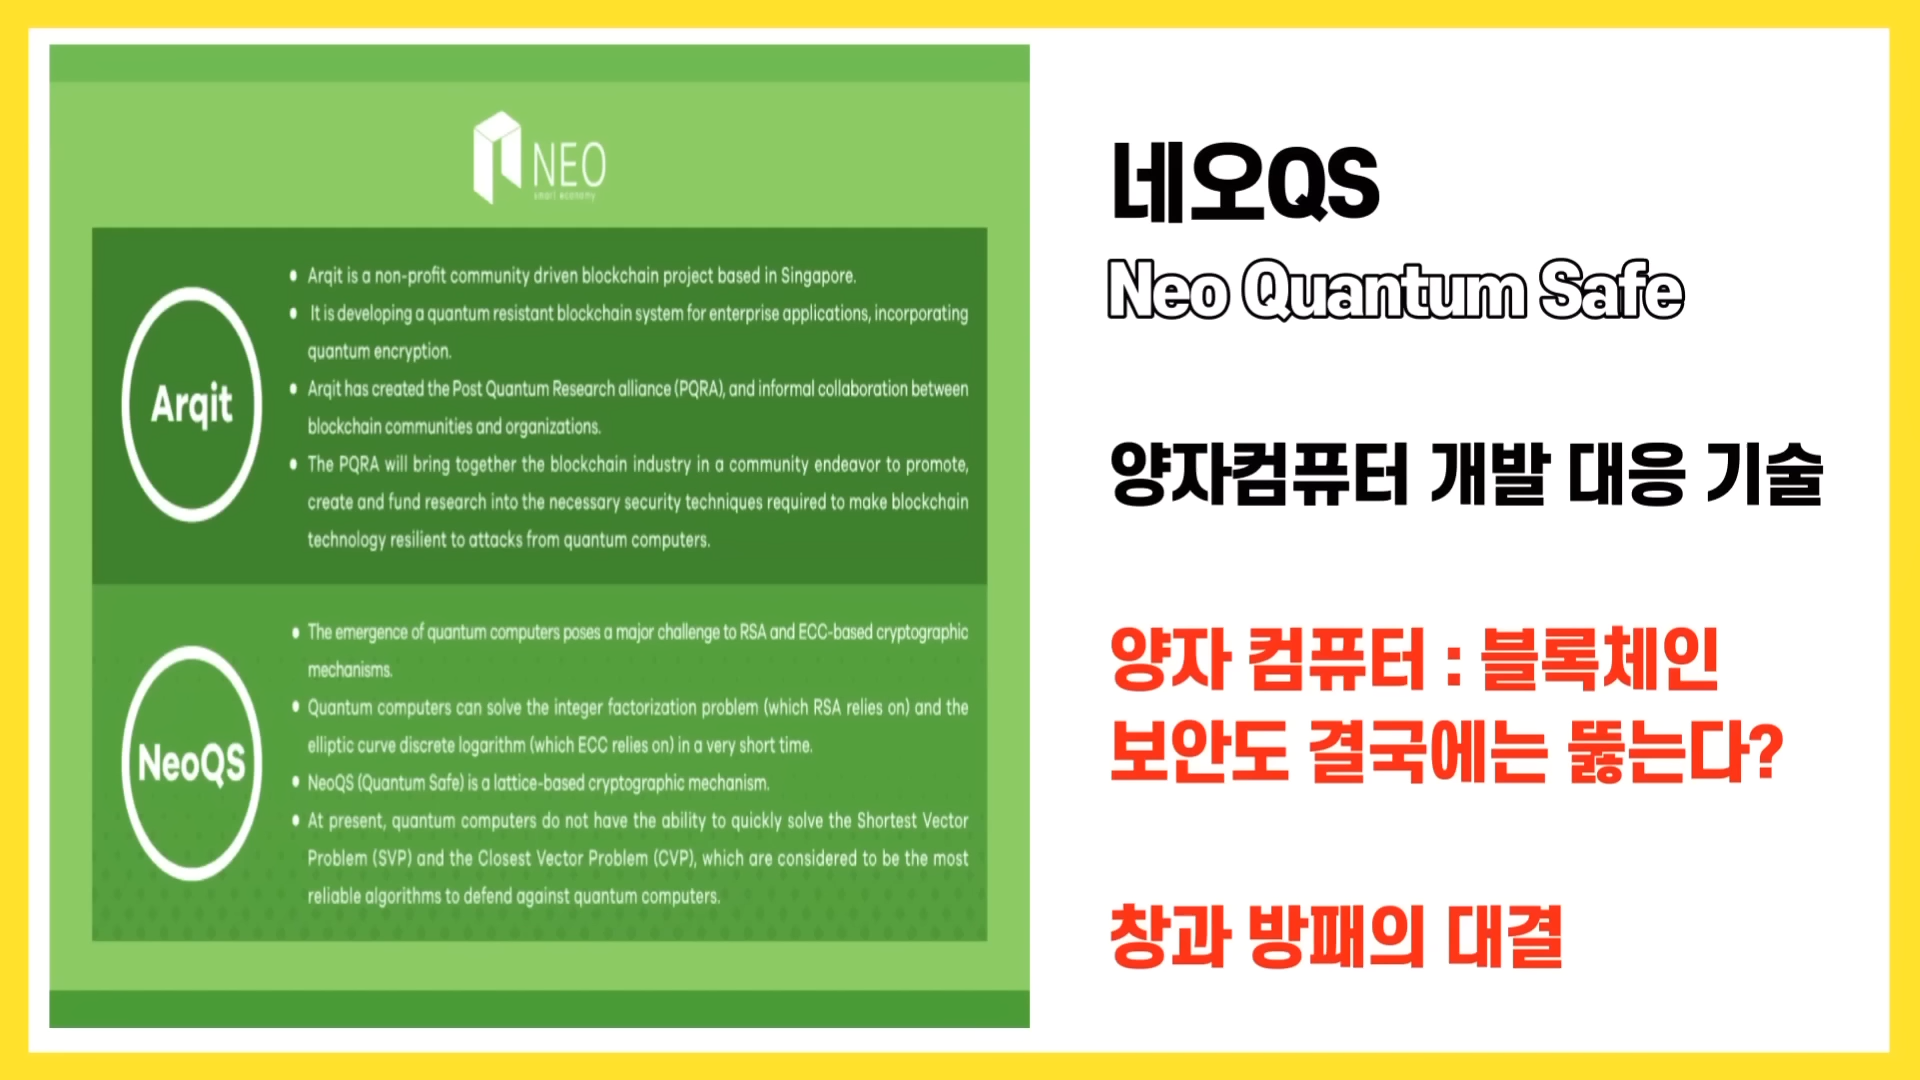 NEO
smart economy
Arqit
● Arqit is a non-profit community driven blockchain project based in Singapore.
● It is developing a quantum resistant blockchain system for enterprise applications, incorporating
quantum encryption.
● Arqit has created the Post Quantum Research alliance (PQRA), and informal collaboration between
blockchain communities and organizations.
● The PQRA will bring together the blockchain industry in a community endeavor to promote,
create and fund research into the necessary security techniques required to make blockchain
technology resilient to attacks from quantum computers.
NeoQS
● The emergence of quantum computers poses a major challenge to RSA and ECC-based cryptographic
mechanisms.
● Quantum computers can solve the integer factorization problem (which RSA relies on) and the
elliptic curve discrete logarithm (which ECC relies on) in a very short time.
● NeoQS (Quantum Safe) is a lattice-based cryptographic mechanism.
● At present, quantum computers do not have the ability to quickly solve the Shortest Vector
Problem (SVP) and the Closest Vector Problem (CVP), which are considered to be the most
reliable algorithms to defend against quantum computers.
네오QS
Neo Quantum Safe
양자컴퓨터 개발 대응 기술
양자 컴퓨터 : 블록체인
보안도 결국에는 뚫는다?
창과 방패의 대결